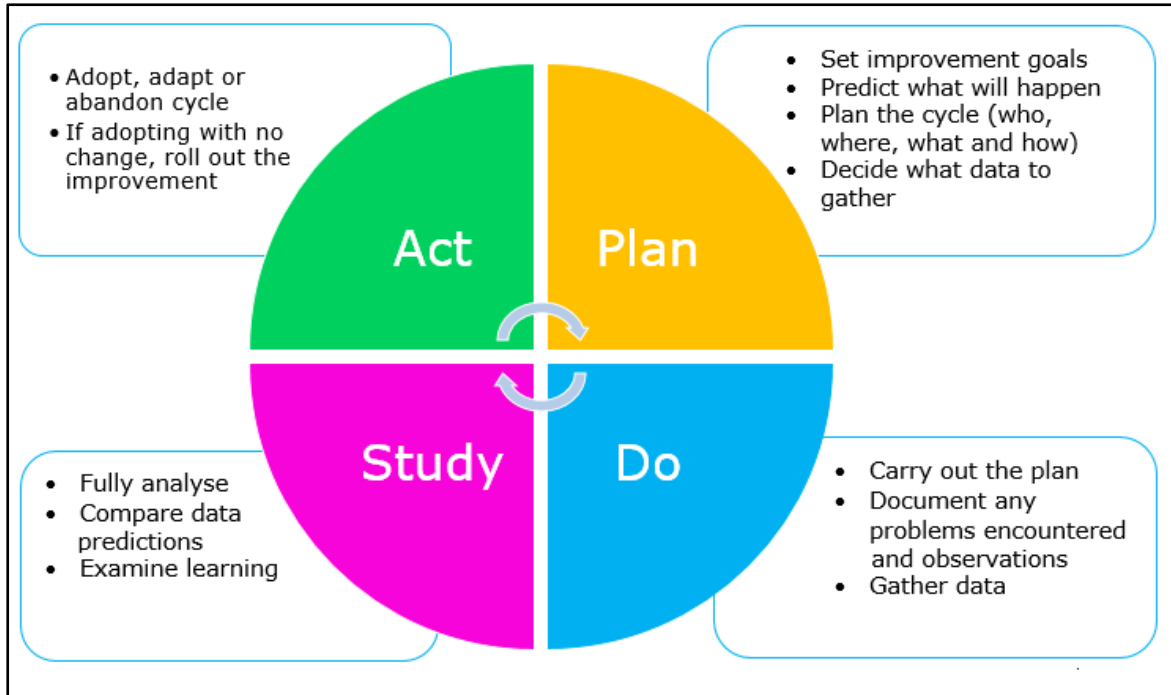 • Adopt, adapt or
abandon cycle
• If adopting with no
change, roll out the
improvement
• Set improvement goals
• Predict what will happen
• Plan the cycle (who,
where, what and how)
• Decide what data to
gather
Act
Plan
Study
Do
• Fully analyse
• Compare data
predictions
• Examine learning
• Carry out the plan
• Document any
problems encountered
and observations
• Gather data